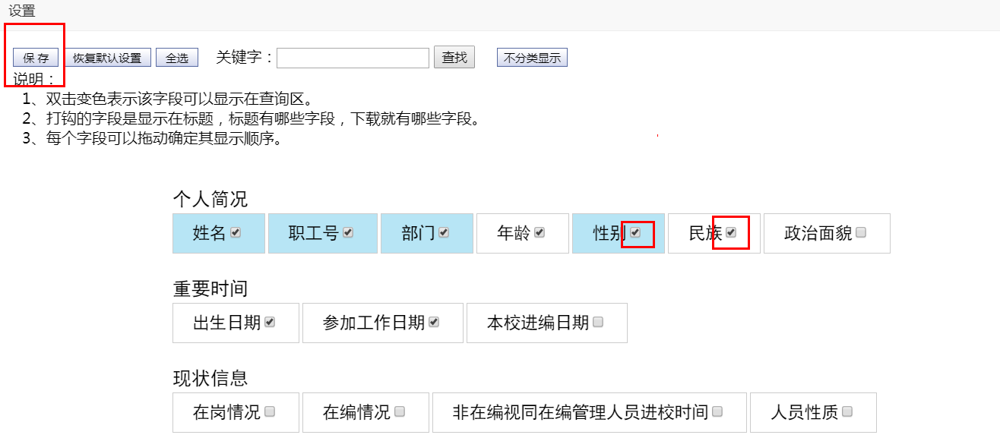 设置
保 存 恢复默认设置 全选 关键字： 查找 不分类显示
说明：
1、双击变色表示该字段可以显示在查询区。
2、打钩的字段是显示在标题，标题有哪些字段，下载就有哪些字段。
3、每个字段可以拖动确定其显示顺序。
个人简况
姓名 职工号 部门 年龄 性别 民族 政治面貌
重要时间
出生日期 参加工作日期 本校进编日期
现状信息
在岗情况 在编情况 非在编视同在编管理人员进校时间 人员性质